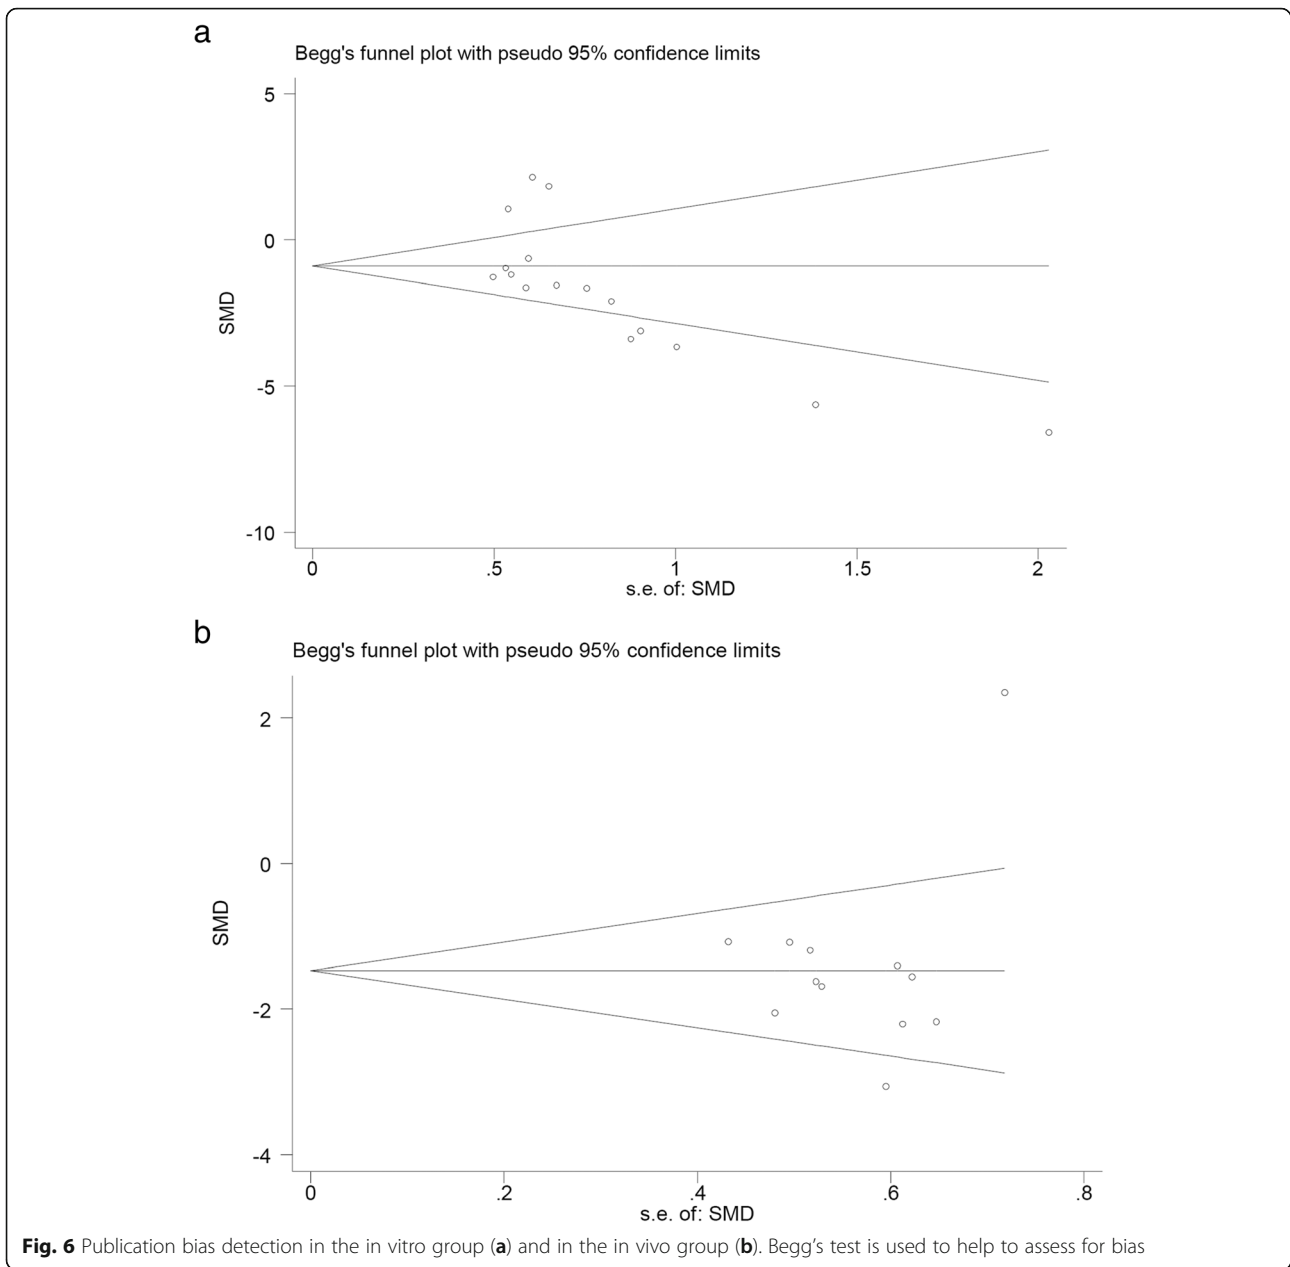 a
Begg's funnel plot with pseudo 95% confidence limits
5
0
-5
-10
SMD
0 .5 1 1.5 2
s.e. of: SMD
b
Begg's funnel plot with pseudo 95% confidence limits
2
0
-2
-4
SMD
0 .2 .4 .6 .8
s.e. of: SMD
Fig. 6 Publication bias detection in the in vitro group (a) and in the in vivo group (b). Begg’s test is used to help to assess for bias